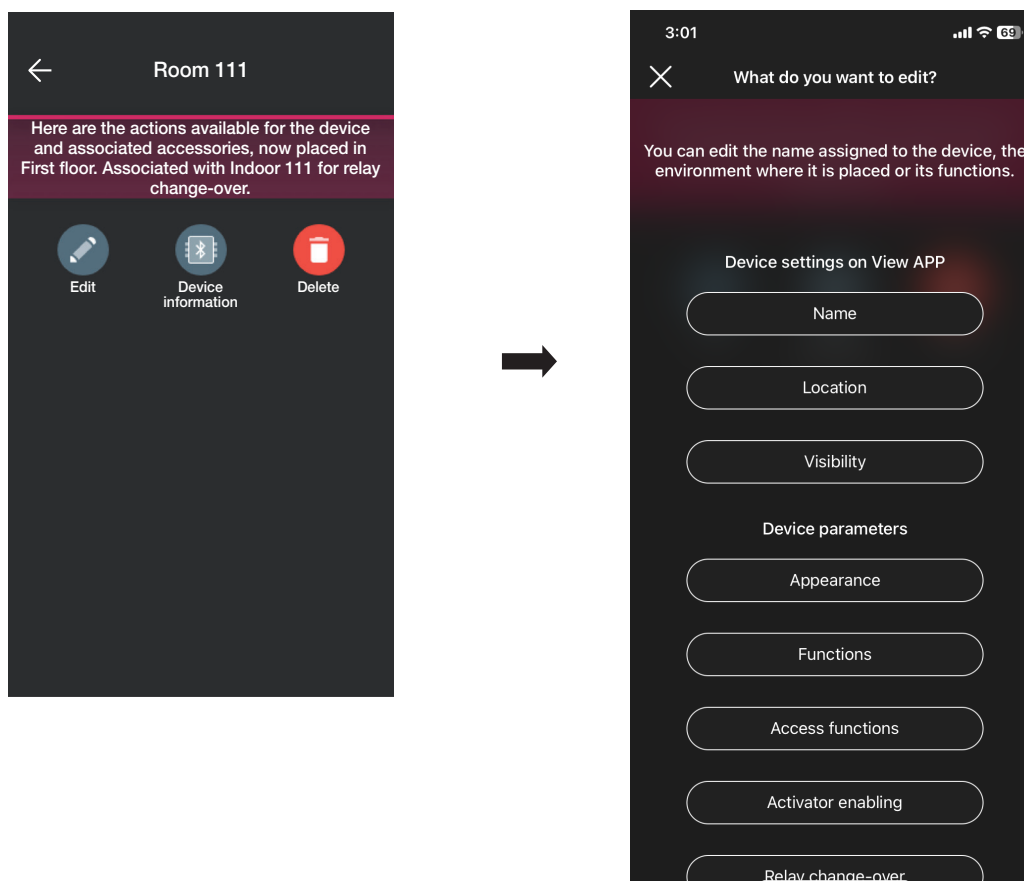 Room 111
Here are the actions available for the device
and associated accessories, now placed in
First floor. Associated with Indoor 111 for relay
change-over.
Edit
Device
information
Delete
3:01
69
What do you want to edit?
You can edit the name assigned to the device, the
environment where it is placed or its functions.
Device settings on View APP
Name
Location
Visibility
Device parameters
Appearance
Functions
Access functions
Activator enabling
Relay change-over